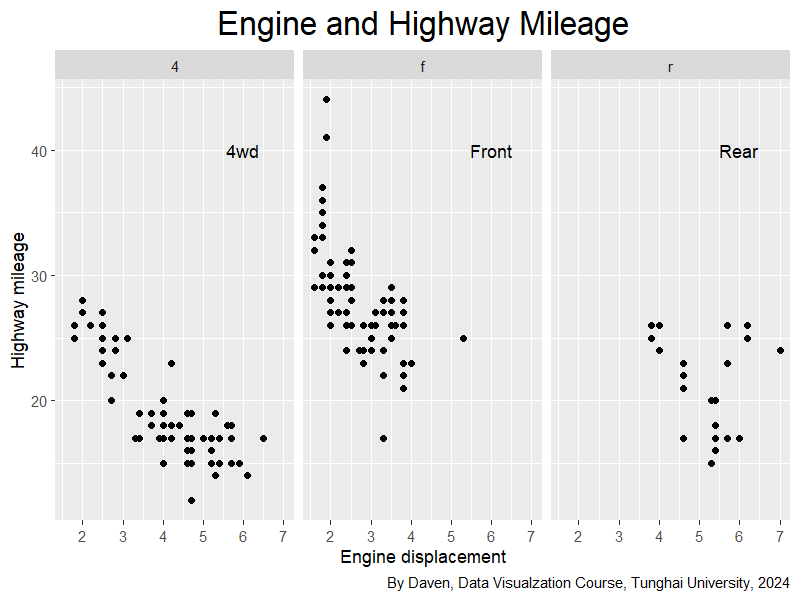 Engine and Highway Mileage
4 f r
4wd Front Rear
40
30
20
Highway mileage
2 3 4 5 6 7 2 3 4 5 6 7 2 3 4 5 6 7
Engine displacement
By Daven, Data Visualzation Course, Tunghai University, 2024